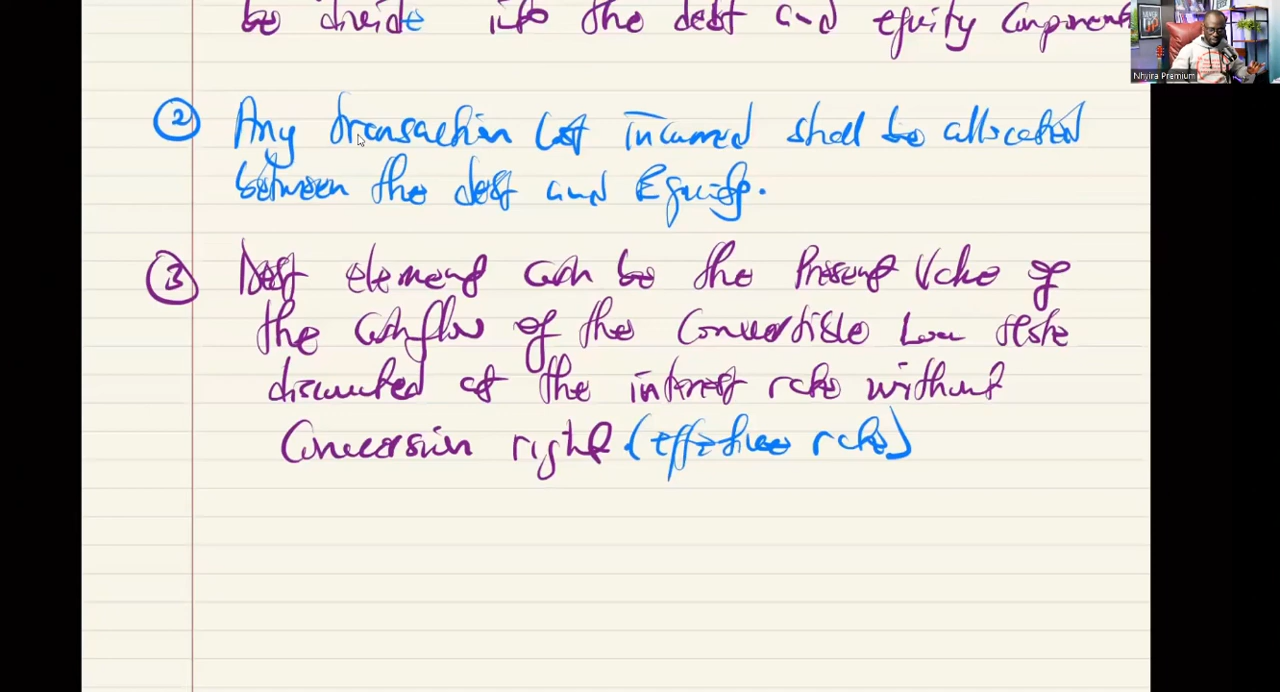 be divide into the debt and equity Component
Nhyira Premium
② Any transaction Cost incurred shall be allocated
between the debt and Equity.
③ Debt element can be the Present Value of
the Cashflow of the Convertible Loan
discounted at the interest rate without
Conversion right (effective rate)